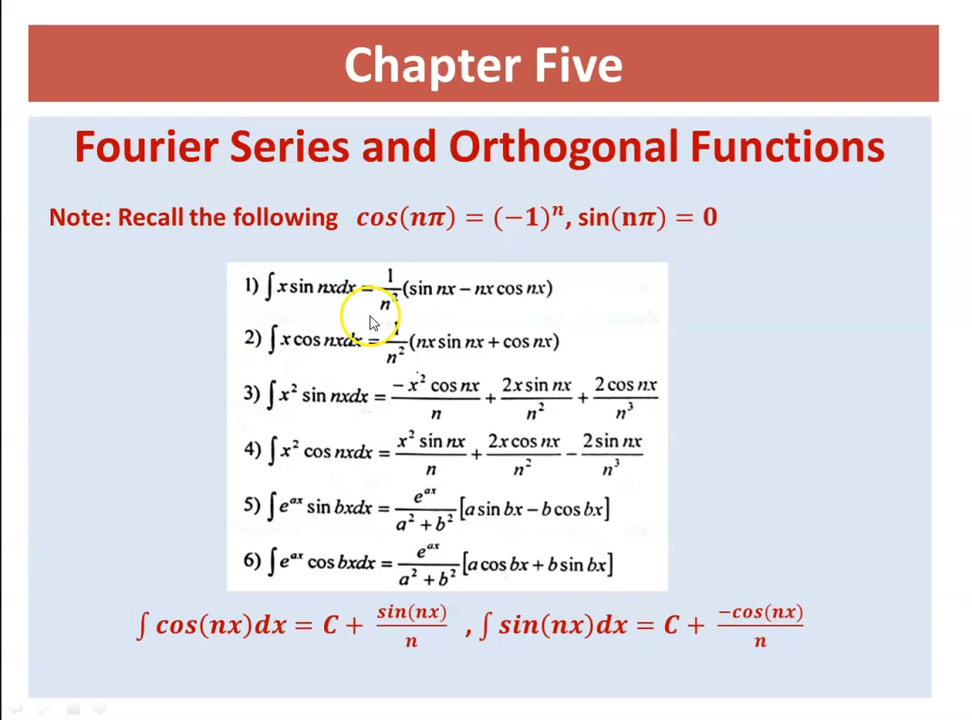 Chapter Five
Fourier Series and Orthogonal Functions
Note: Recall the following cos(nπ) = (−1)ⁿ, sin(nπ) = 0
1) ∫ x sin nxdx = 1/n² (sin nx − nx cos nx)
2) ∫ x cos nxdx = 1/n² (nx sin nx + cos nx)
3) ∫ x² sin nxdx = −x² cos nx/n + 2x sin nx/n² + 2 cos nx/n³
4) ∫ x² cos nxdx = x² sin nx/n + 2x cos nx/n² − 2 sin nx/n³
5) ∫ eᵃˣ sin bxdx = eᵃˣ/(a² + b²) [a sin bx − b cos bx]
6) ∫ eᵃˣ cos bxdx = eᵃˣ/(a² + b²) [a cos bx + b sin bx]
∫ cos(nx)dx = C + sin(nx)/n , ∫ sin(nx)dx = C + −cos(nx)/n